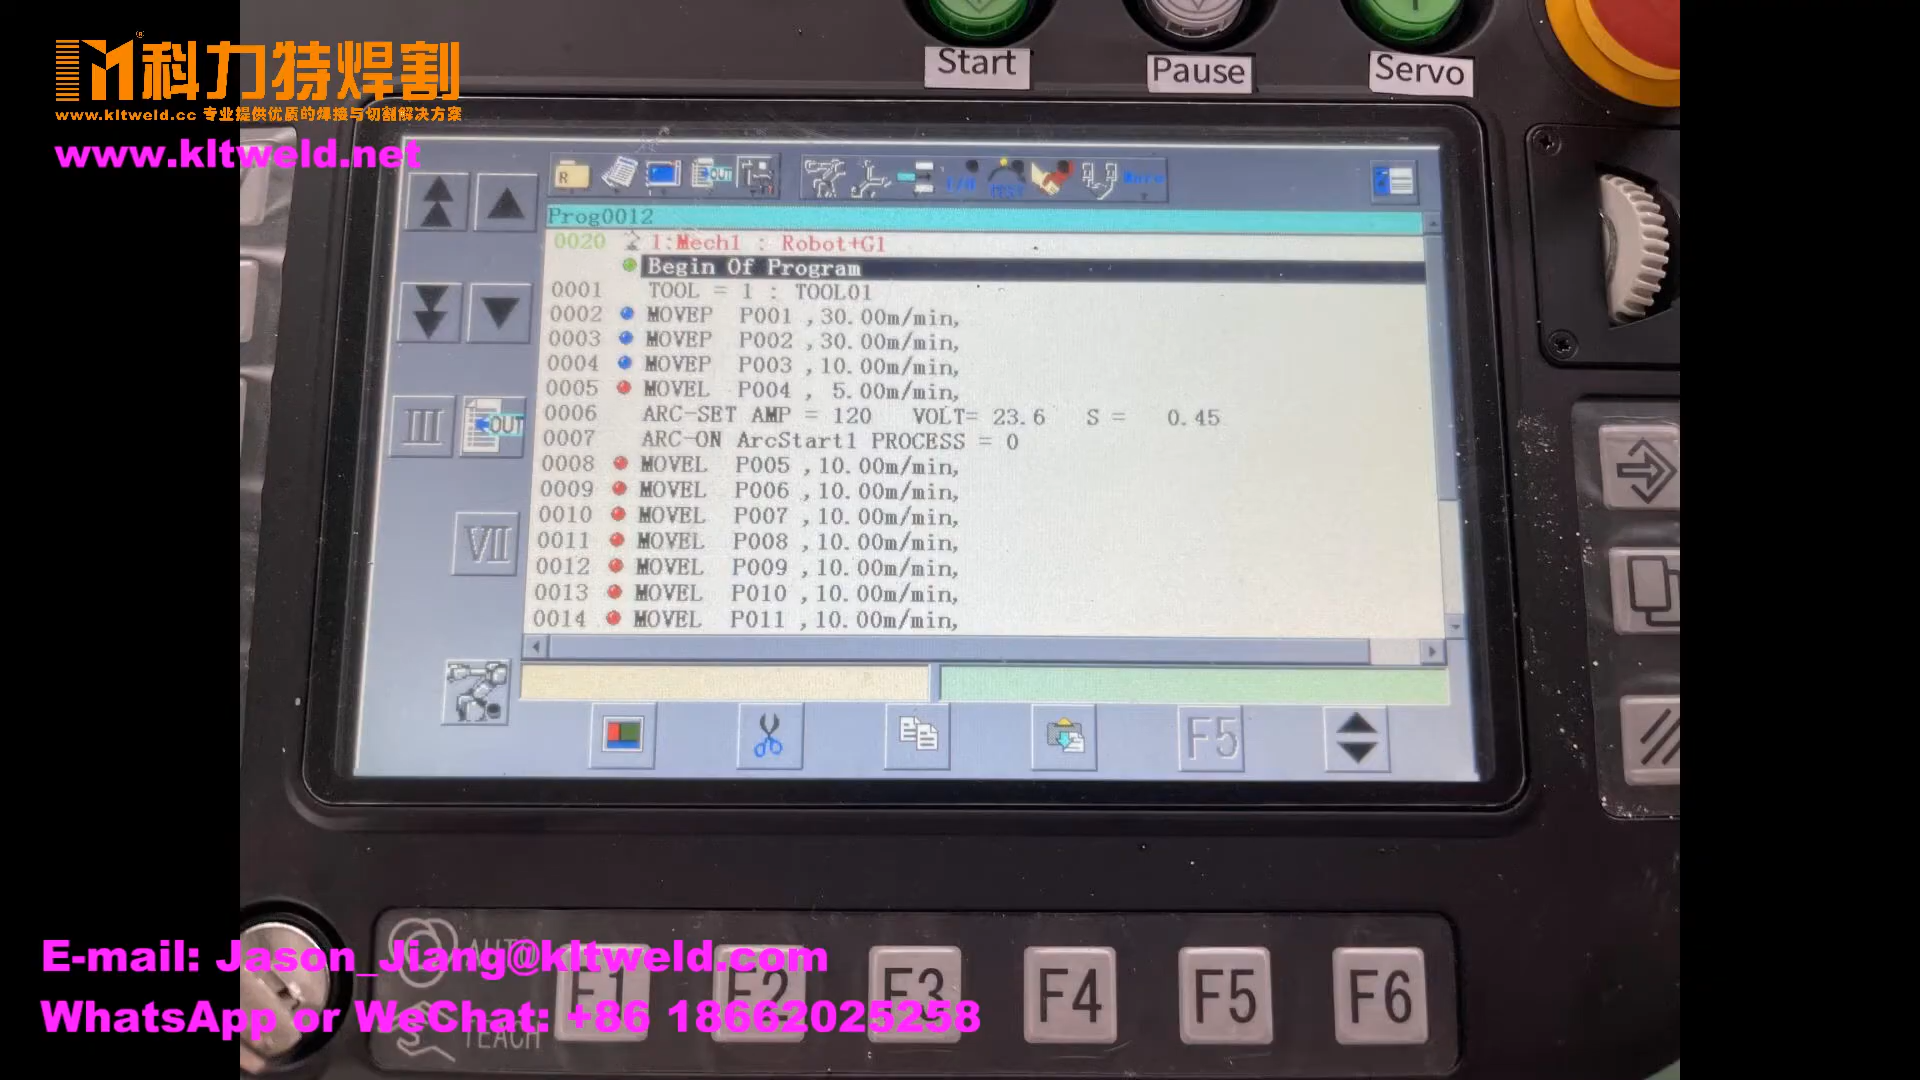 Start
Pause
Servo
科力特焊割
www.kltweld.cc 专业提供优质的焊接与切割解决方案
www.kltweld.net
R
OUT
I/O
More
Prog0012
0020 1:Mech1 : Robot+G1
Begin Of Program
0001 TOOL = 1 : TOOL01
0002 MOVEP P001 ,30.00m/min,
0003 MOVEP P002 ,30.00m/min,
0004 MOVEP P003 ,10.00m/min,
0005 MOVEL P004 , 5.00m/min,
0006 ARC-SET AMP = 120 VOLT= 23.6 S = 0.45
0007 ARC-ON ArcStart1 PROCESS = 0
0008 MOVEL P005 ,10.00m/min,
0009 MOVEL P006 ,10.00m/min,
0010 MOVEL P007 ,10.00m/min,
0011 MOVEL P008 ,10.00m/min,
0012 MOVEL P009 ,10.00m/min,
0013 MOVEL P010 ,10.00m/min,
0014 MOVEL P011 ,10.00m/min,
III
OUT
VII
F5
AUTO
E-mail: Jason_Jiang@kltweld.com
F1 F2 F3 F4 F5 F6
WhatsApp or WeChat: +86 18662025258
TEACH